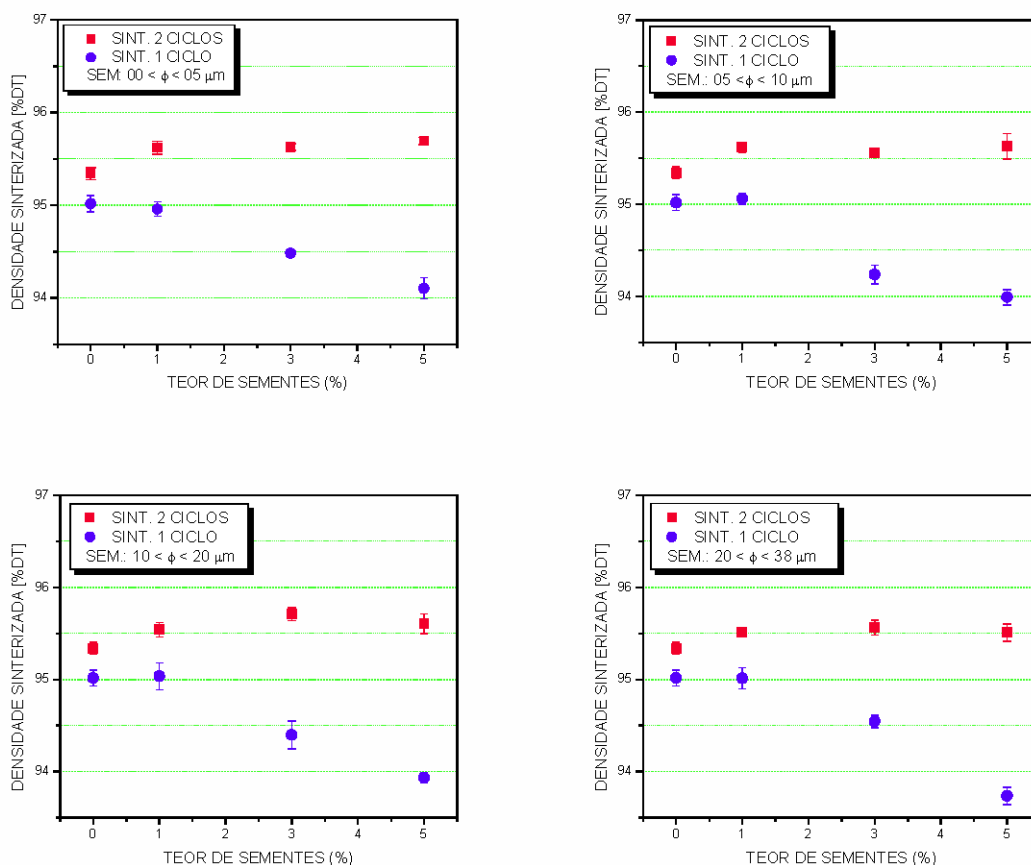 97
SINT. 2 CICLOS
SINT. 1 CICLO
SEM: 00 < ϕ < 05 μm
96
95
94
DENSIDADE SINTERIZADA [%DT]
0 1 2 3 4 5
TEOR DE SEMENTES (%)
97
SINT. 2 CICLOS
SINT. 1 CICLO
SEM.: 05 <ϕ < 10 μm
96
95
94
DENSIDADE SINTERIZADA [%DT]
0 1 2 3 4 5
TEOR DE SEMENTES (%)
97
SINT. 2 CICLOS
SINT. 1 CICLO
SEM.: 10 < ϕ < 20 μm
96
95
94
DENSIDADE SINTERIZADA [%DT]
0 1 2 3 4 5
TEOR DE SEMENTES (%)
97
SINT. 2 CICLOS
SINT. 1 CICLO
SEM.: 20 < ϕ < 38 μm
96
95
94
DENSIDADE SINTERIZADA [%DT]
0 1 2 3 4 5
TEOR DE SEMENTES (%)